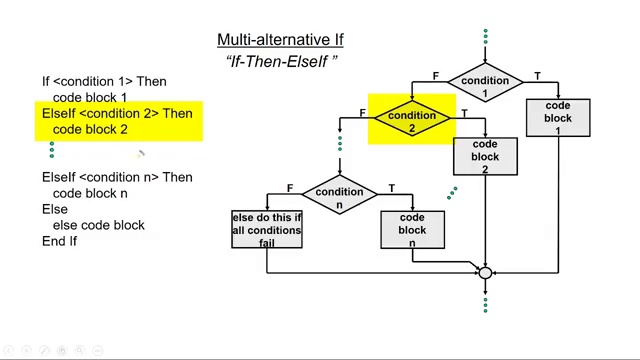 Multi-alternative If
“If-Then-ElseIf ”
If <condition 1> Then
code block 1
ElseIf <condition 2> Then
code block 2
ElseIf <condition n> Then
code block n
Else
else code block
End If
F
condition
1
T
code
block
1
F
condition
2
T
code
block
2
F
condition
n
T
else do this if
all conditions
fail
code
block
n